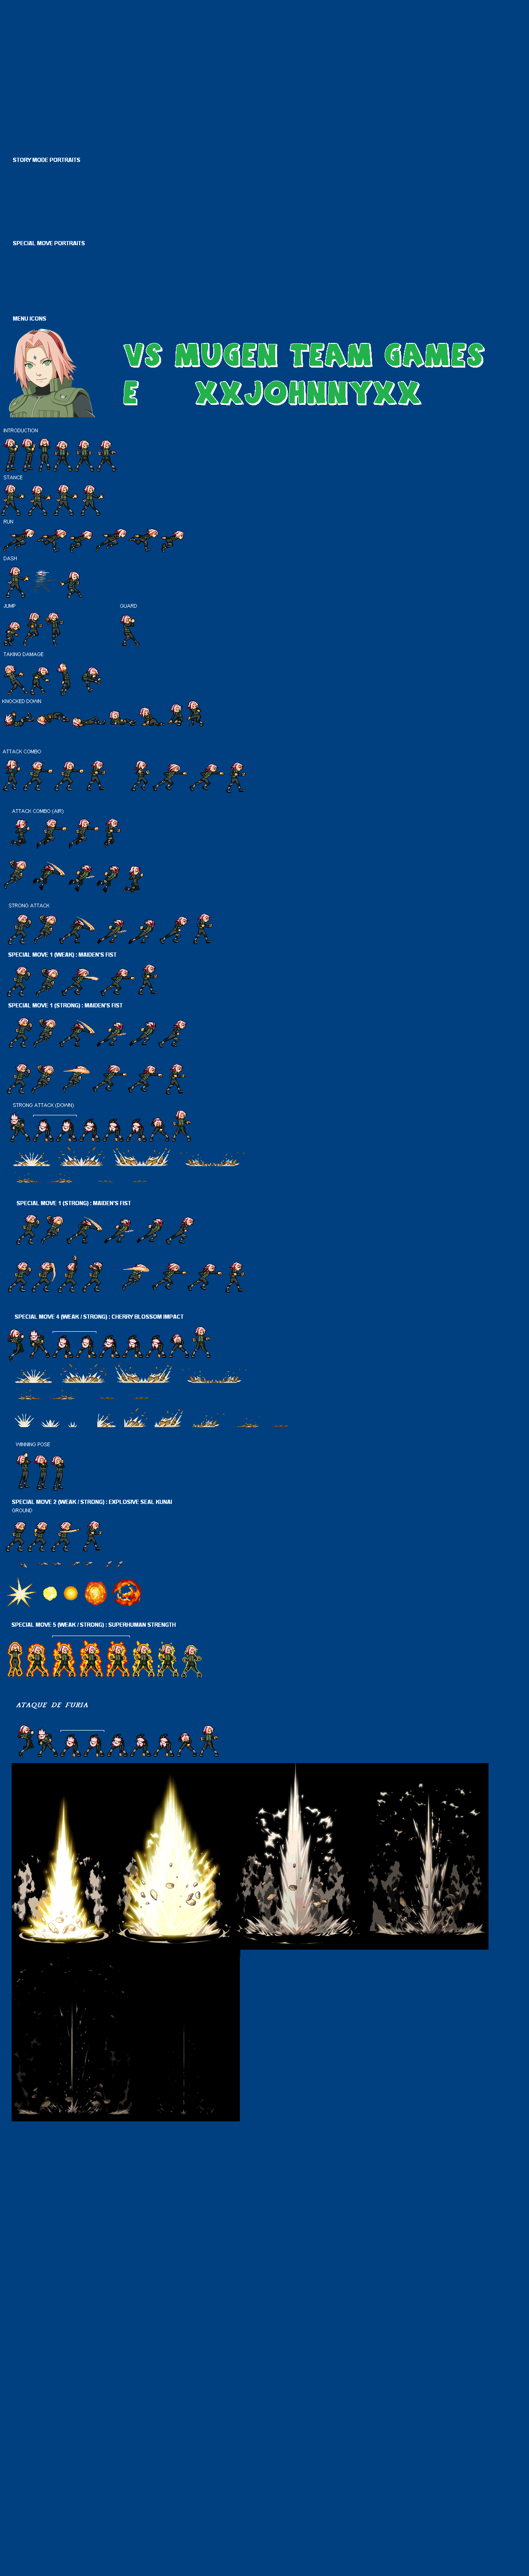 STORY MODE PORTRAITS
SPECIAL MOVE PORTRAITS
MENU ICONS
VS MUGEN TEAM GAMES
E XXJOHNNYXX
INTRODUCTION
STANCE
RUN
DASH
JUMP
GUARD
TAKING DAMAGE
KNOCKED DOWN
ATTACK COMBO
ATTACK COMBO (AIR)
STRONG ATTACK
SPECIAL MOVE 1 (WEAK) : MAIDEN'S FIST
SPECIAL MOVE 1 (STRONG) : MAIDEN'S FIST
STRONG ATTACK (DOWN)
SPECIAL MOVE 1 (STRONG) : MAIDEN'S FIST
SPECIAL MOVE 4 (WEAK / STRONG) : CHERRY BLOSSOM IMPACT
WINNING POSE
SPECIAL MOVE 2 (WEAK / STRONG) : EXPLOSIVE SEAL KUNAI
GROUND
SPECIAL MOVE 5 (WEAK / STRONG) : SUPERHUMAN STRENGTH
ATAQUE DE FURIA